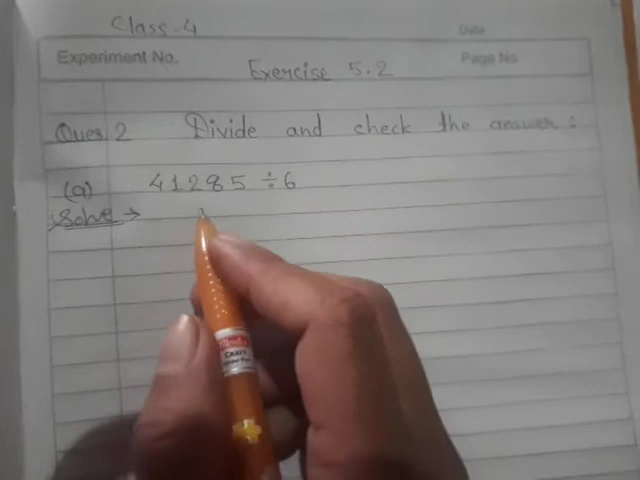 Class-4
Date
Experiment No.
Page No
Exercise 5.2
Ques.2 Divide and check the answer:
(a) 41285 ÷ 6
Solve →
CRAFT